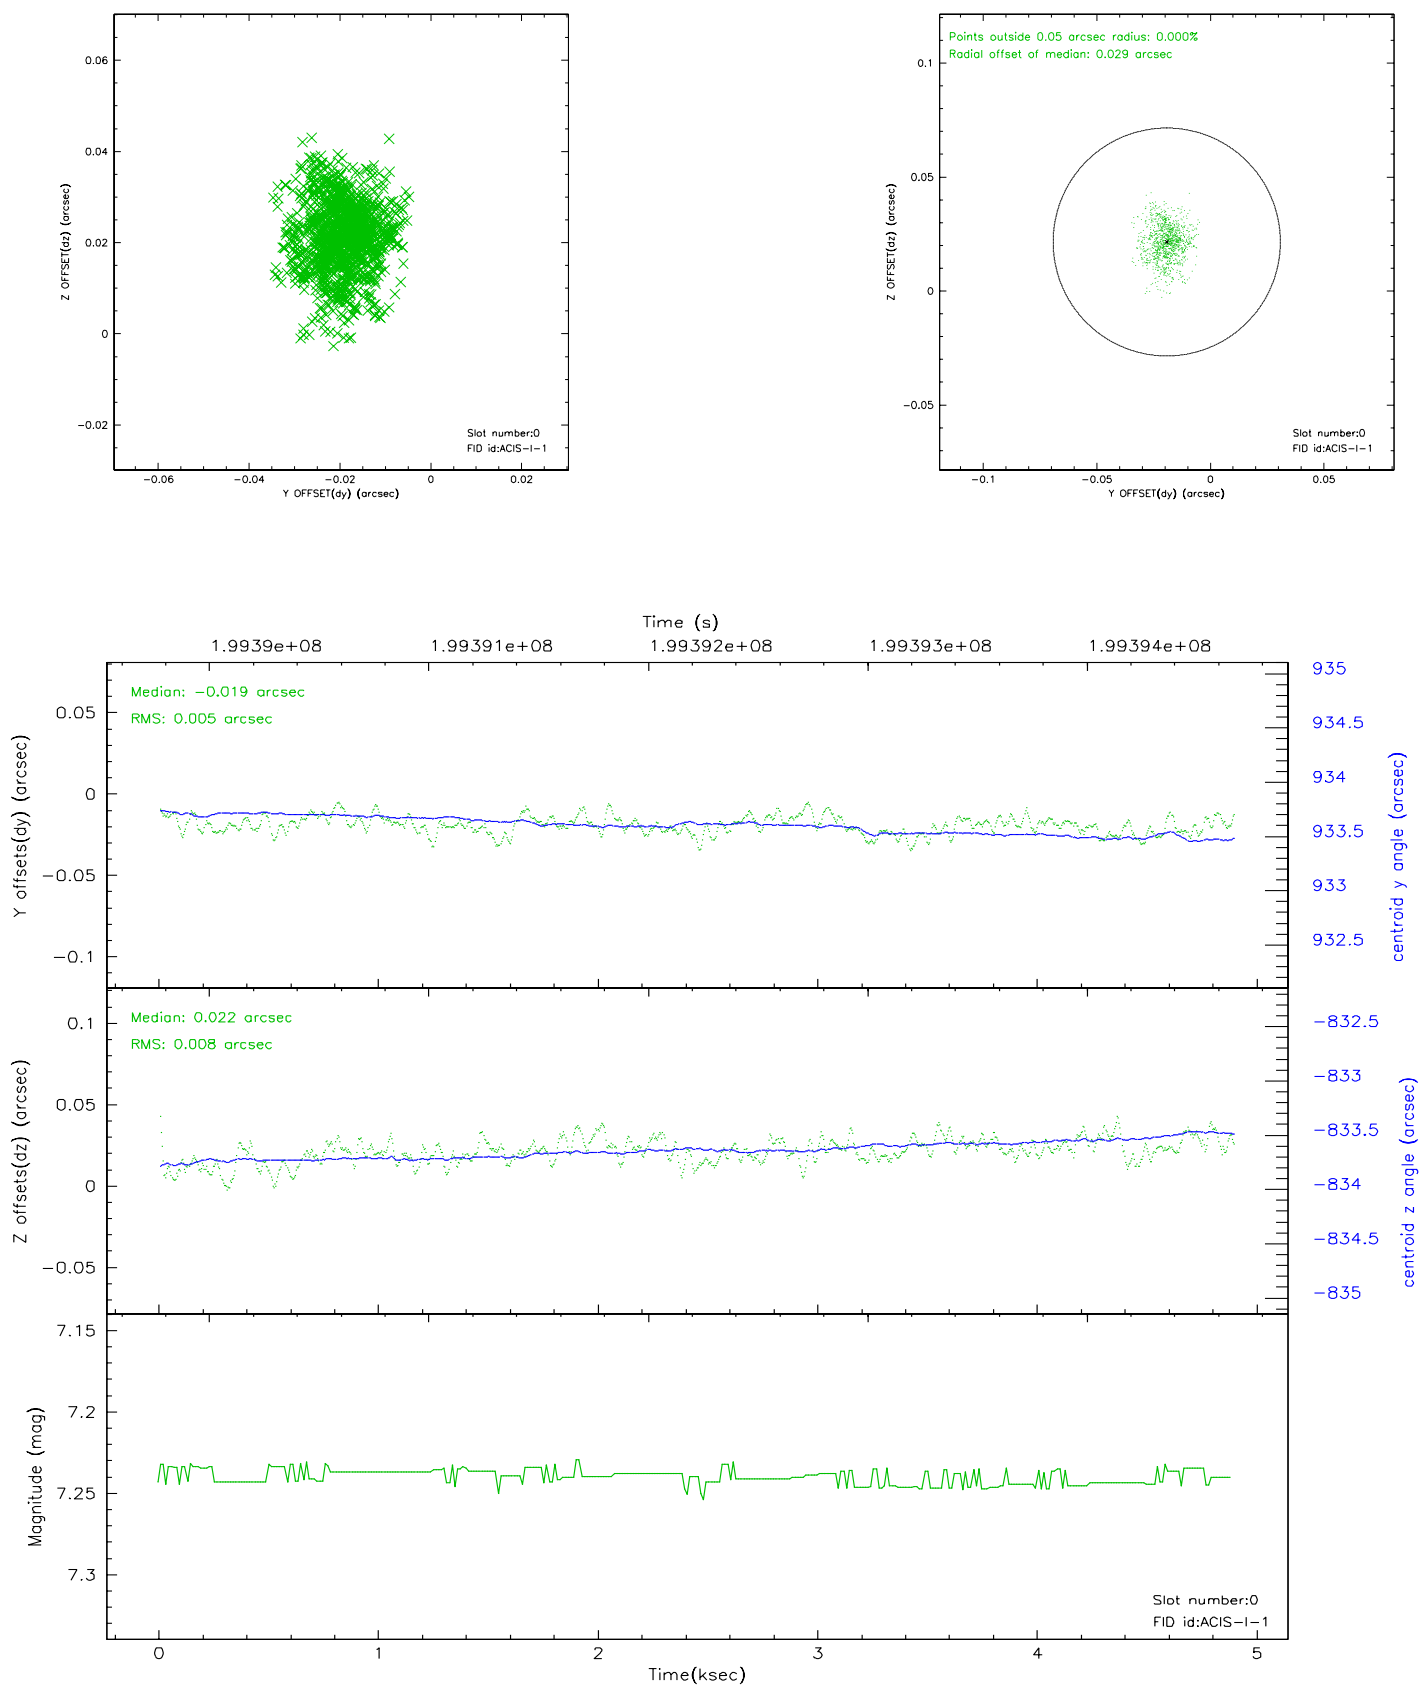 0.06
0.04
0.02
0
-0.02
Z OFFSET(dz) (arcsec)
-0.06
-0.04
-0.02
0
0.02
Y OFFSET(dy) (arcsec)
Slot number:0
FID id:ACIS-I-1
Points outside 0.05 arcsec radius: 0.000%
Radial offset of median: 0.029 arcsec
0.1
0.05
0
-0.05
Z OFFSET(dz) (arcsec)
-0.1
-0.05
0
0.05
Y OFFSET(dy) (arcsec)
Slot number:0
FID id:ACIS-I-1
Time (s)
1.9939e+08
1.99391e+08
1.99392e+08
1.99393e+08
1.99394e+08
Median: -0.019 arcsec
RMS: 0.005 arcsec
0.05
0
-0.05
-0.1
Y offsets(dy) (arcsec)
935
934.5
934
933.5
933
932.5
centroid y angle (arcsec)
Median: 0.022 arcsec
RMS: 0.008 arcsec
0.1
0.05
0
-0.05
Z offsets(dz) (arcsec)
-832.5
-833
-833.5
-834
-834.5
-835
centroid z angle (arcsec)
7.15
7.2
7.25
7.3
Magnitude (mag)
Slot number:0
FID id:ACIS-I-1
0
1
2
3
4
5
Time(ksec)